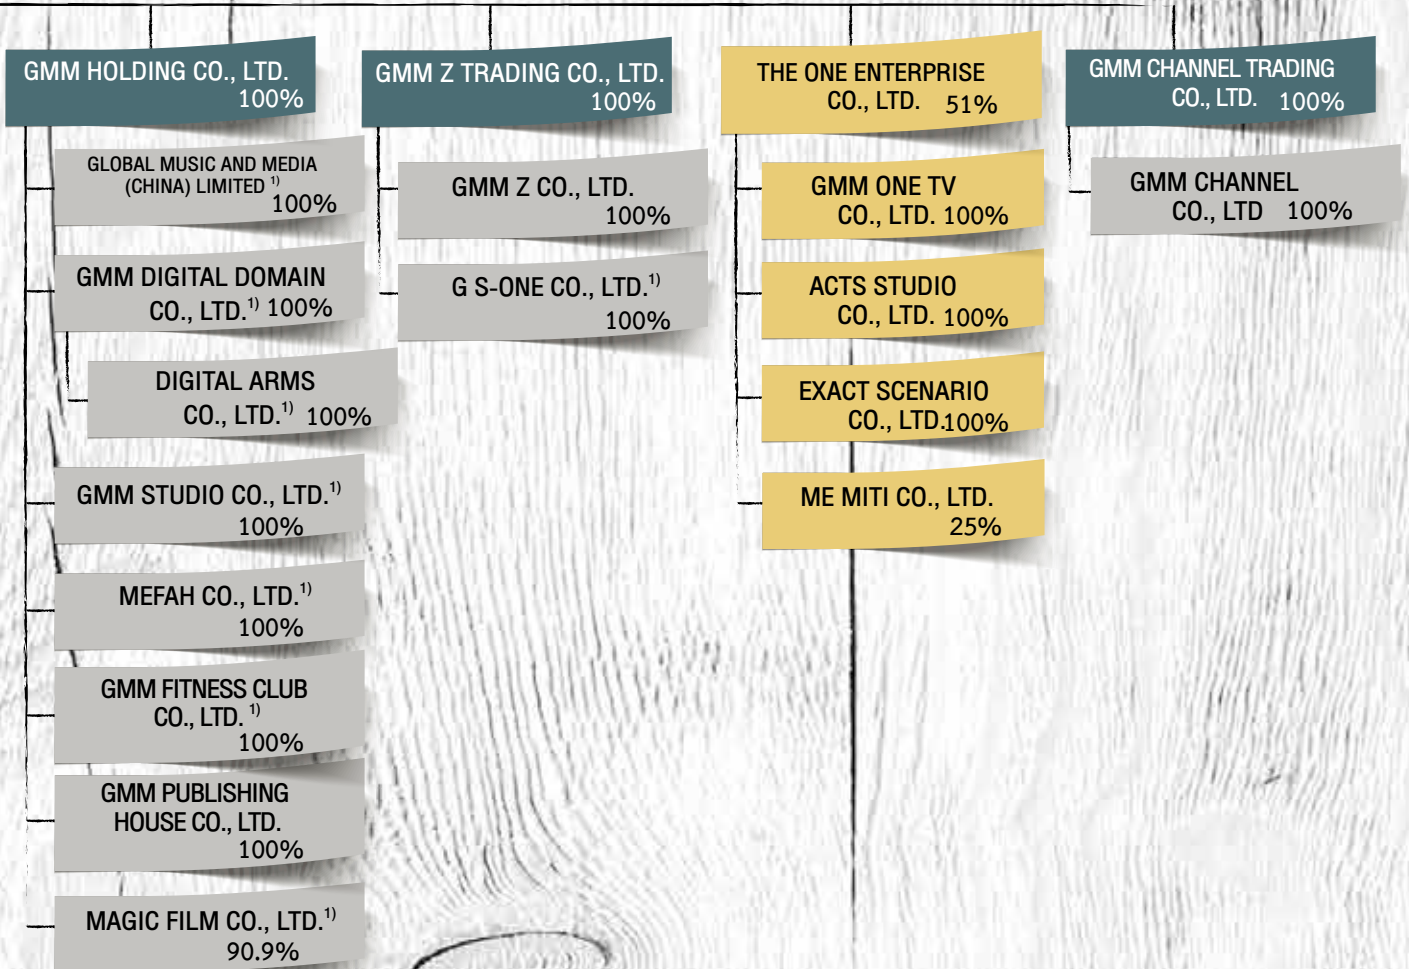 GMM HOLDING CO., LTD.
100%
GLOBAL MUSIC AND MEDIA
(CHINA) LIMITED 1)
100%
GMM DIGITAL DOMAIN
CO., LTD.1) 100%
DIGITAL ARMS
CO., LTD.1) 100%
GMM STUDIO CO., LTD.1)
100%
MEFAH CO., LTD.1)
100%
GMM FITNESS CLUB
CO., LTD. 1)
100%
GMM PUBLISHING
HOUSE CO., LTD.
100%
MAGIC FILM CO., LTD.1)
90.9%
GMM Z TRADING CO., LTD.
100%
GMM Z CO., LTD.
100%
G S-ONE CO., LTD.1)
100%
THE ONE ENTERPRISE
CO., LTD. 51%
GMM ONE TV
CO., LTD. 100%
ACTS STUDIO
CO., LTD. 100%
EXACT SCENARIO
CO., LTD.100%
ME MITI CO., LTD.
25%
GMM CHANNEL TRADING
CO., LTD. 100%
GMM CHANNEL
CO., LTD 100%